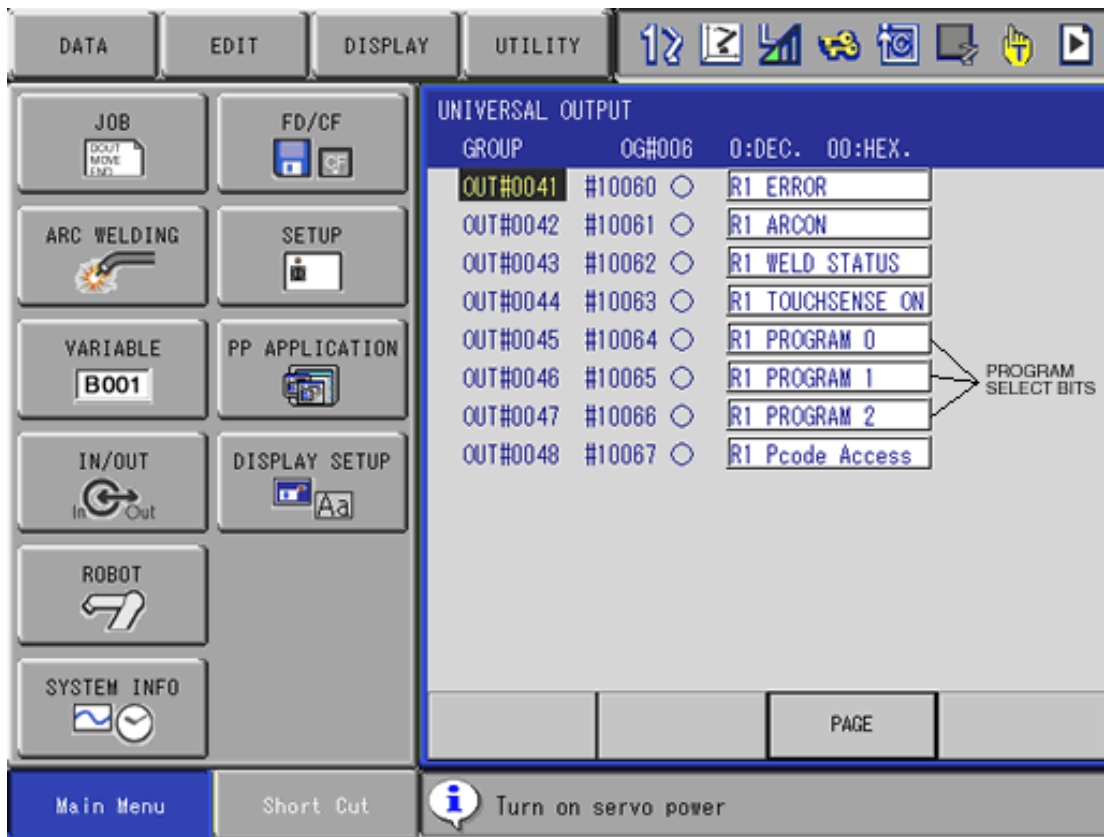 DATA EDIT DISPLAY UTILITY
JOB
DOUT
MOVE
END
FD/CF
CF
ARC WELDING
SETUP
VARIABLE
B001
PP APPLICATION
IN/OUT
In Out
DISPLAY SETUP
Aa
ROBOT
SYSTEM INFO
Main Menu Short Cut
UNIVERSAL OUTPUT
GROUP OG#006 0:DEC. 00:HEX.
OUT#0041 #10060 R1 ERROR
OUT#0042 #10061 R1 ARCON
OUT#0043 #10062 R1 WELD STATUS
OUT#0044 #10063 R1 TOUCHSENSE ON
OUT#0045 #10064 R1 PROGRAM 0
OUT#0046 #10065 R1 PROGRAM 1
OUT#0047 #10066 R1 PROGRAM 2
OUT#0048 #10067 R1 Pcode Access
PROGRAM
SELECT BITS
PAGE
Turn on servo power